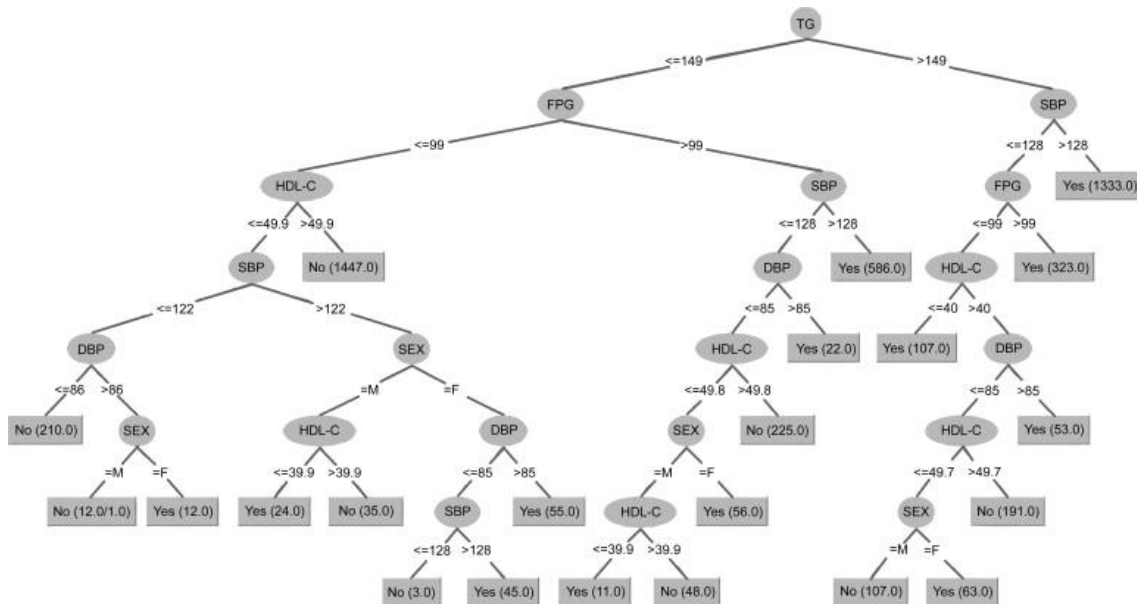 TG
<=149 >149
FPG SBP
<=99 >99 <=128 >128
HDL-C SBP FPG Yes (1333.0)
<=49.9 >49.9 <=128 >128 <=99 >99
SBP No (1447.0) DBP Yes (586.0) HDL-C Yes (323.0)
<=122 >122 <=85 >85 <=40 >40
DBP SEX HDL-C Yes (22.0) Yes (107.0) DBP
<=86 >86 =M =F <=49.8 >49.8 <=85 >85
No (210.0) SEX HDL-C DBP SEX No (225.0) HDL-C Yes (53.0)
=M =F <=39.9 >39.9 <=85 >85 =M =F <=49.7 >49.7
No (12.0/1.0) Yes (12.0) Yes (24.0) No (35.0) SBP Yes (55.0) HDL-C Yes (56.0) SEX No (191.0)
<=128 >128 <=39.9 >39.9 =M =F
No (3.0) Yes (45.0) Yes (11.0) No (48.0) No (107.0) Yes (63.0)